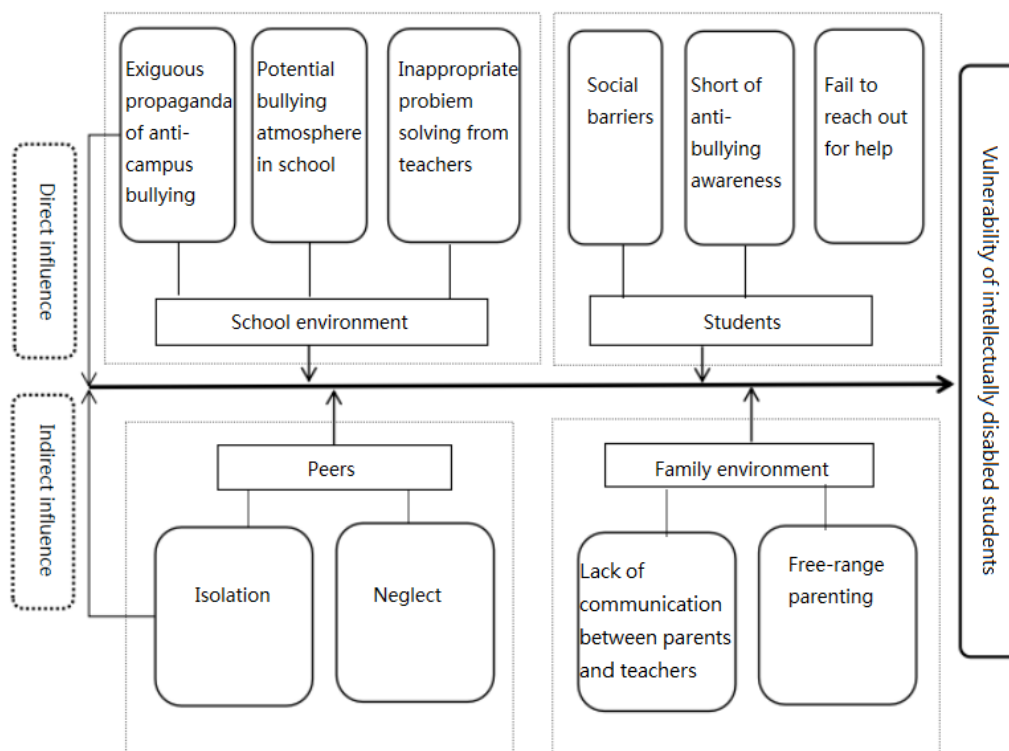 Exiguous
propaganda
of anti-
campus
bullying
Potential
bullying
atmosphere
in school
Inappropriate
probiem
solving from
teachers
Social
barriers
Short of
anti-
bullying
awareness
Fail to
reach out
for help
Direct influence
School environment
Students
Vulnerability of intellectually disabled students
Indirect influence
Peers
Family environment
Isolation
Neglect
Lack of
communication
between parents
and teachers
Free-range
parenting